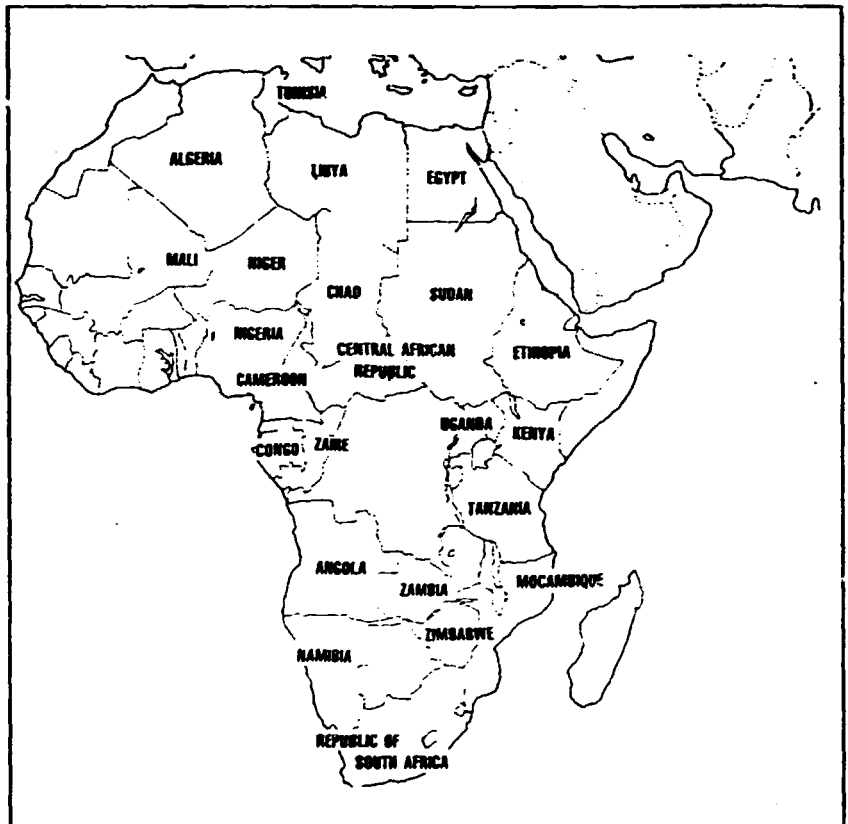 TUNISIA
ALGERIA
LIBYA
EGYPT
MALI
NIGER
CHAD
SUDAN
NIGERIA
CENTRAL AFRICAN
REPUBLIC
ETHIOPIA
CAMEROON
UGANDA
KENYA
CONGO
ZAIRE
TANZANIA
ANGOLA
ZAMBIA
MOCAMBIQUE
ZIMBABWE
NAMIBIA
REPUBLIC OF
SOUTH AFRICA